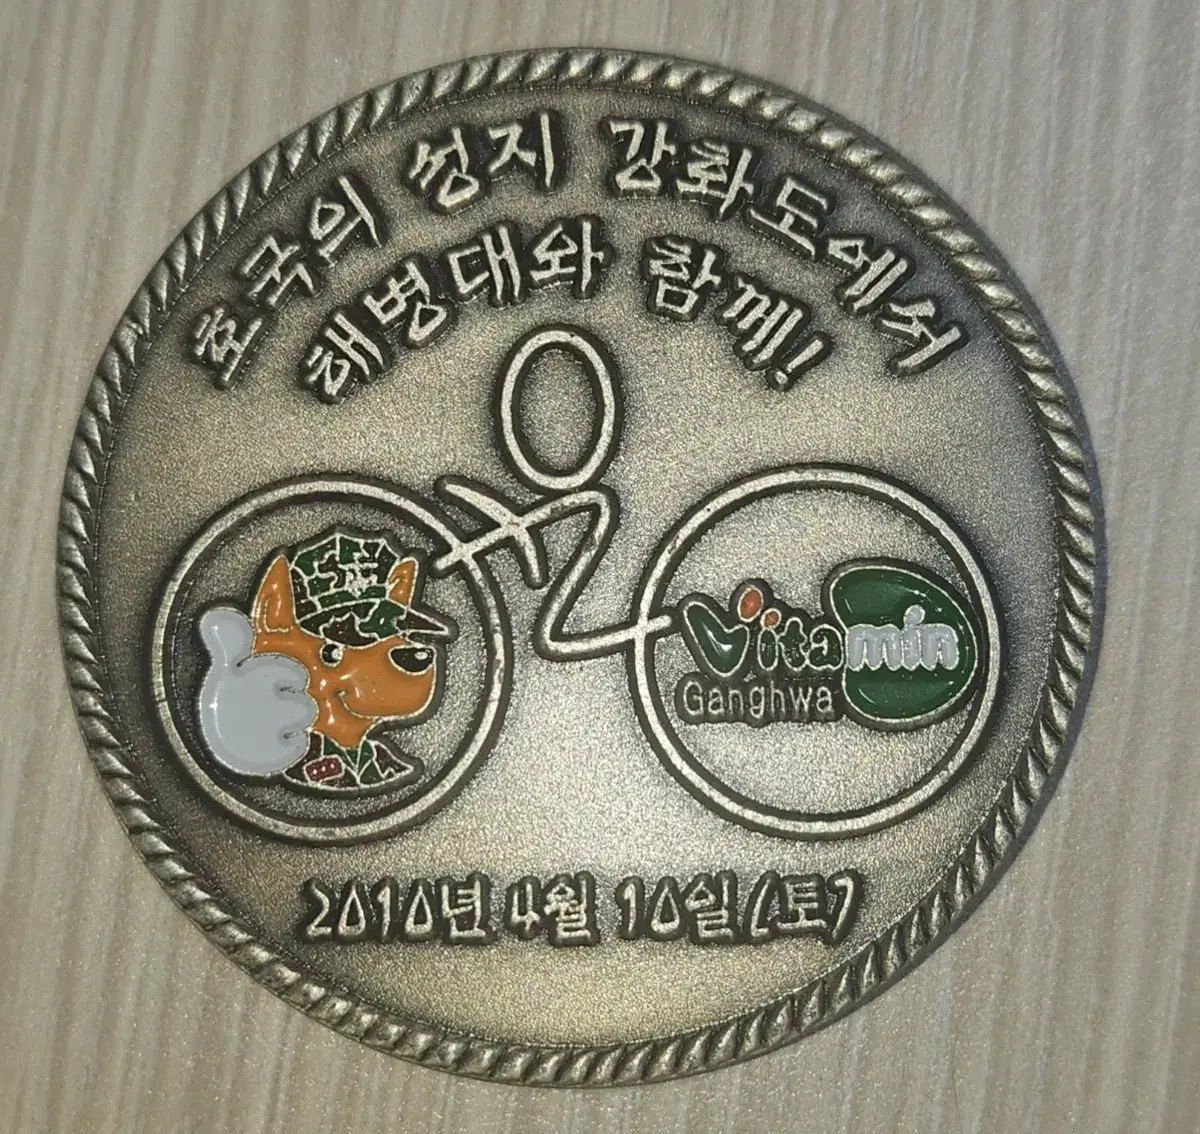 호국의 성지 강화도에서
해병대와 함께!
Vitamin
Ganghwa
2010년 4월 10일(토)